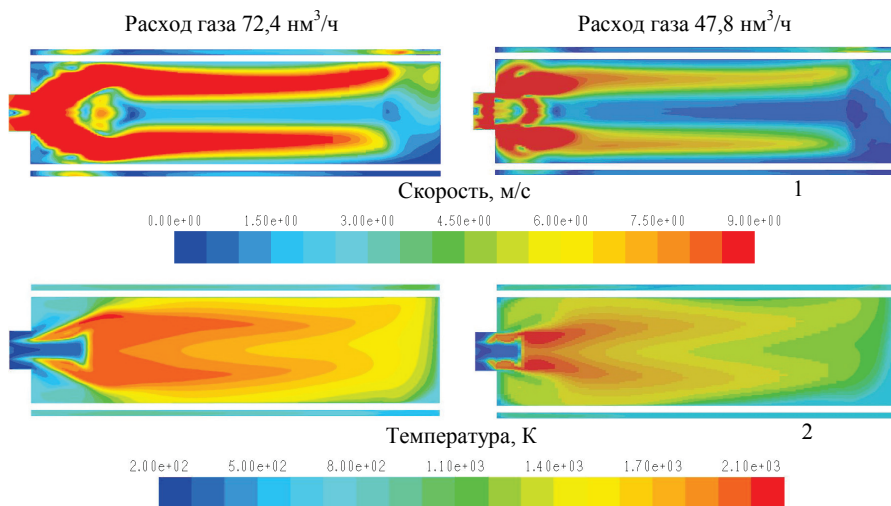 Расход газа 72,4 нм³/ч
Расход газа 47,8 нм³/ч
Скорость, м/с
1
0.00e+00 1.50e+00 3.00e+00 4.50e+00 6.00e+00 7.50e+00 9.00e+00
Температура, К
2
2.00e+02 5.00e+02 8.00e+02 1.10e+03 1.40e+03 1.70e+03 2.10e+03